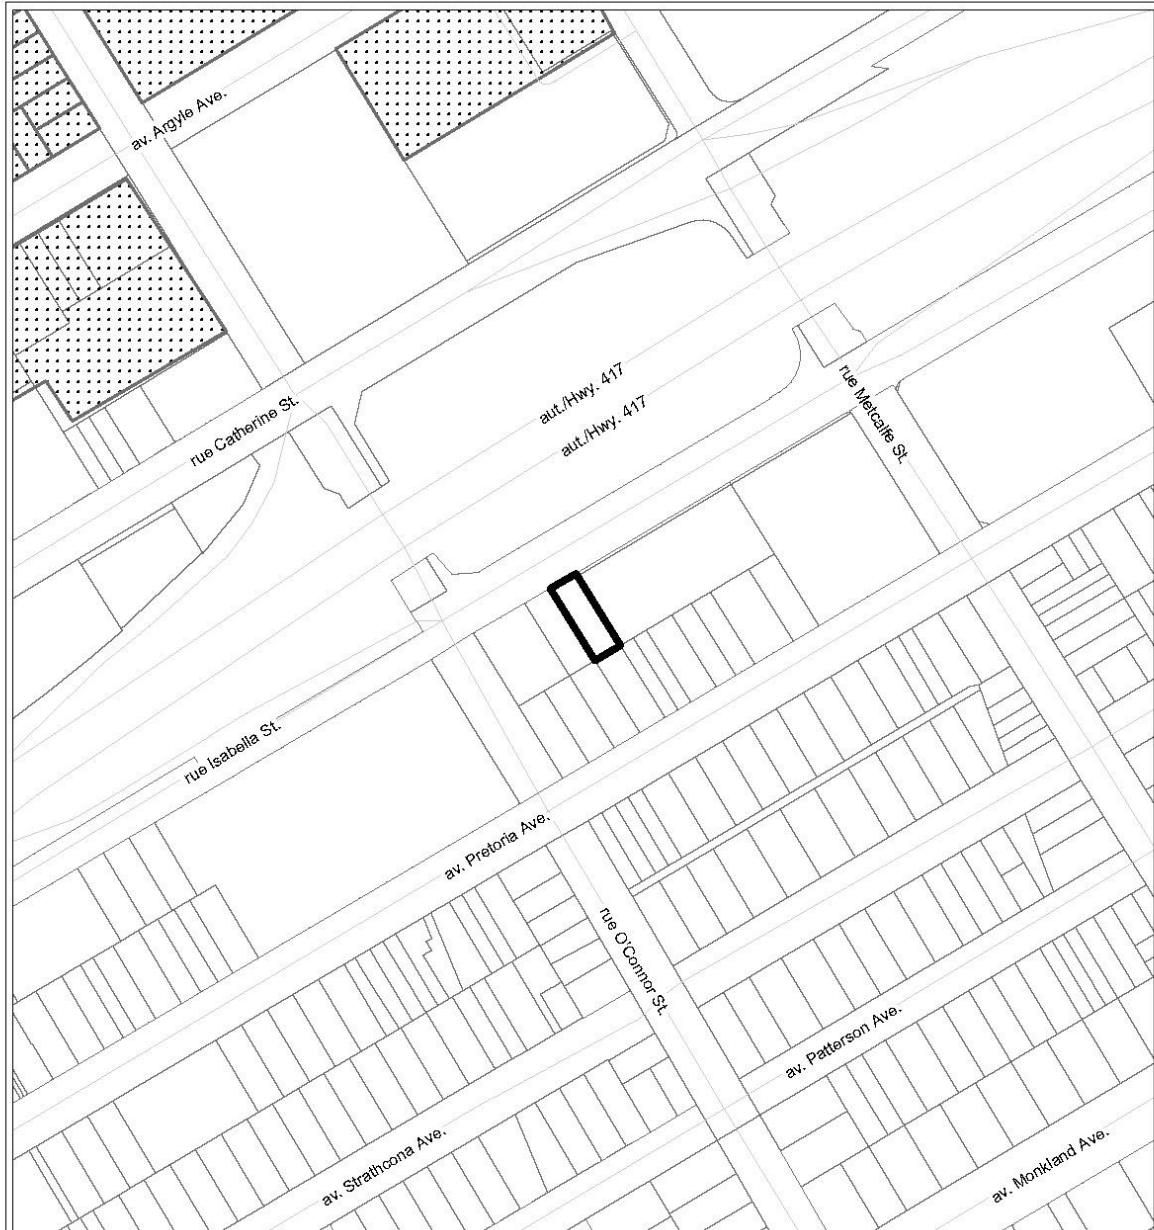 av. Argyle Ave.
aut./Hwy. 417
rue Catherine St.
aut./Hwy. 417
rue Metcalfe St.
rue Isabella St.
av. Pretoria Ave.
rue O'Connor St.
av. Patterson Ave.
av. Strathcona Ave.
av. Monkland Ave.